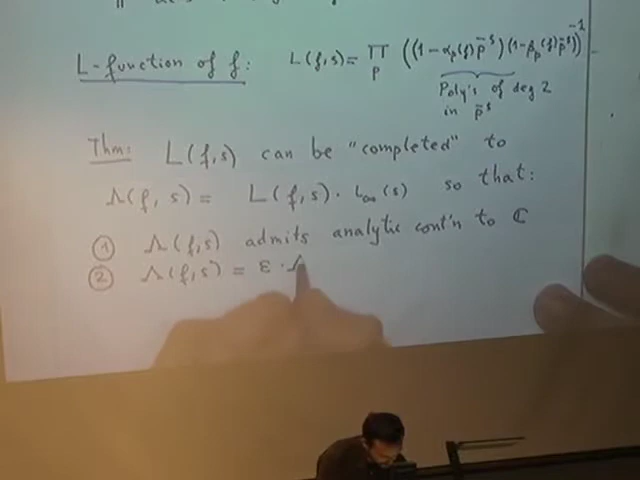 L-function of f: L(f,s) = ∏_p ((1-α_p(f)p^{-s})(1-β_p(f)p^{-s}))^{-1}
Poly's of deg 2
in p^{-s}
Thm: L(f,s) can be "completed" to
Λ(f,s) = L(f,s) · L_∞(s) so that:
① Λ(f,s) admits analytic cont'n to ℂ
② Λ(f,s) = ε · Λ